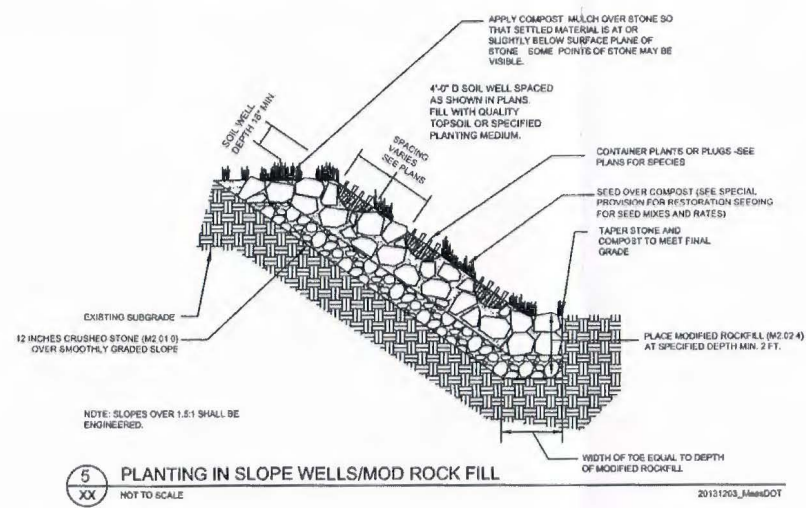 APPLY COMPOST MULCH OVER STONE SO
THAT SETTLED MATERIAL IS AT OR
SLIGHTLY BELOW SURFACE PLANE OF
STONE SOME POINTS OF STONE MAY BE
VISIBLE.
4'-0" D SOIL WELL SPACED
AS SHOWN IN PLANS.
FILL WITH QUALITY
TOPSOIL OR SPECIFIED
PLANTING MEDIUM.
SOIL WELL
DEPTH 18" MIN.
SPACING
VARIES
SEE PLANS
CONTAINER PLANTS OR PLUGS -SEE
PLANS FOR SPECIES
SEED OVER COMPOST (SEE SPECIAL
PROVISION FOR RESTORATION SEEDING
FOR SEED MIXES AND RATES)
TAPER STONE AND
COMPOST TO MEET FINAL
GRADE
EXISTING SUBGRADE
12 INCHES CRUSHED STONE (M2.01.0)
OVER SMOOTHLY GRADED SLOPE
PLACE MODIFIED ROCKFILL (M2.02.4)
AT SPECIFIED DEPTH MIN. 2 FT.
NOTE: SLOPES OVER 1.5:1 SHALL BE
ENGINEERED.
WIDTH OF TOE EQUAL TO DEPTH
OF MODIFIED ROCKFILL
5
XX
PLANTING IN SLOPE WELLS/MOD ROCK FILL
NOT TO SCALE
20131203_MassDOT